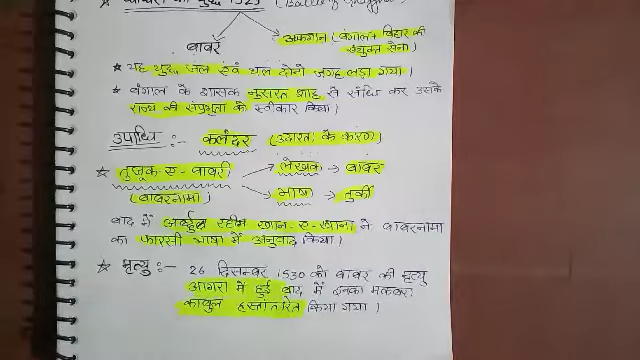 बाबर
अफगान (बंगाल+ बिहार की
संयुक्त सेना)
★ यह युद्ध जल एवं थल दोनों जगह लड़ा गया।
★ बंगाल के शासक नुसरत शाह से संधि कर उसके
राज्य की संप्रभुता को स्वीकार किया।
उपाधि :- कलंदर (उदारता के कारण)
★ तुजुक-ए-बाबरी → लेखक → बाबर
(बाबरनामा) → भाषा → तुर्की
बाद में अब्दुल रहीम खान-ए-खाना ने बाबरनामा
का फारसी भाषा में अनुवाद किया।
★ मृत्यु :- 26 दिसम्बर 1530 को बाबर की मृत्यु
आगरा में हुई बाद में इनका मकबरा
काबुल हस्तांतरित किया गया।